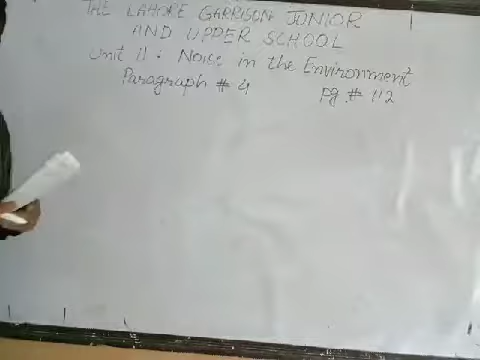 THE LAHORE GARRISON JUNIOR
AND UPPER SCHOOL
Unit 11 : Noise in the Environment
Paragraph # 4 Pg # 112